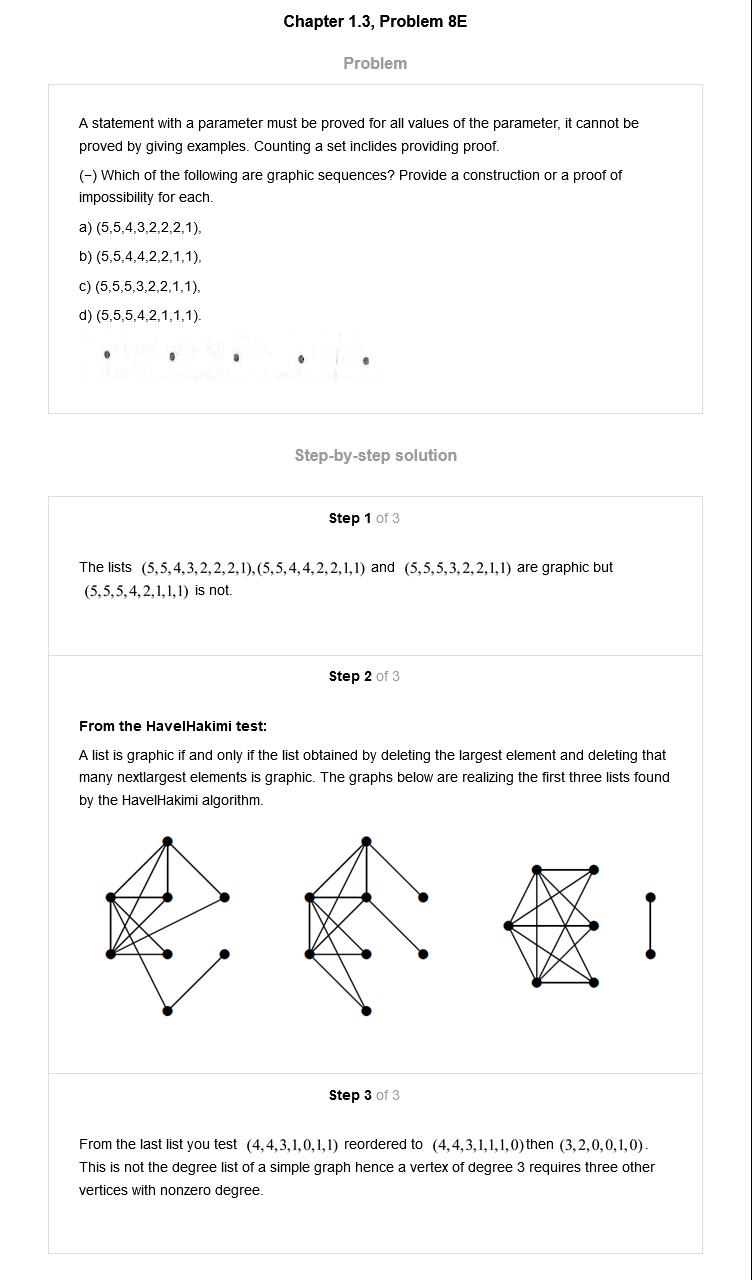 Chapter 1.3, Problem 8E
Problem
A statement with a parameter must be proved for all values of the parameter, it cannot be
proved by giving examples. Counting a set inclides providing proof.
(−) Which of the following are graphic sequences? Provide a construction or a proof of
impossibility for each.
a) (5,5,4,3,2,2,2,1),
b) (5,5,4,4,2,2,1,1),
c) (5,5,5,3,2,2,1,1),
d) (5,5,5,4,2,1,1,1).
Step-by-step solution
Step 1 of 3
The lists (5,5,4,3,2,2,2,1),(5,5,4,4,2,2,1,1) and (5,5,5,3,2,2,1,1) are graphic but
(5,5,5,4,2,1,1,1) is not.
Step 2 of 3
From the HavelHakimi test:
A list is graphic if and only if the list obtained by deleting the largest element and deleting that
many nextlargest elements is graphic. The graphs below are realizing the first three lists found
by the HavelHakimi algorithm.
Step 3 of 3
From the last list you test (4,4,3,1,0,1,1) reordered to (4,4,3,1,1,1,0)then (3,2,0,0,1,0).
This is not the degree list of a simple graph hence a vertex of degree 3 requires three other
vertices with nonzero degree.